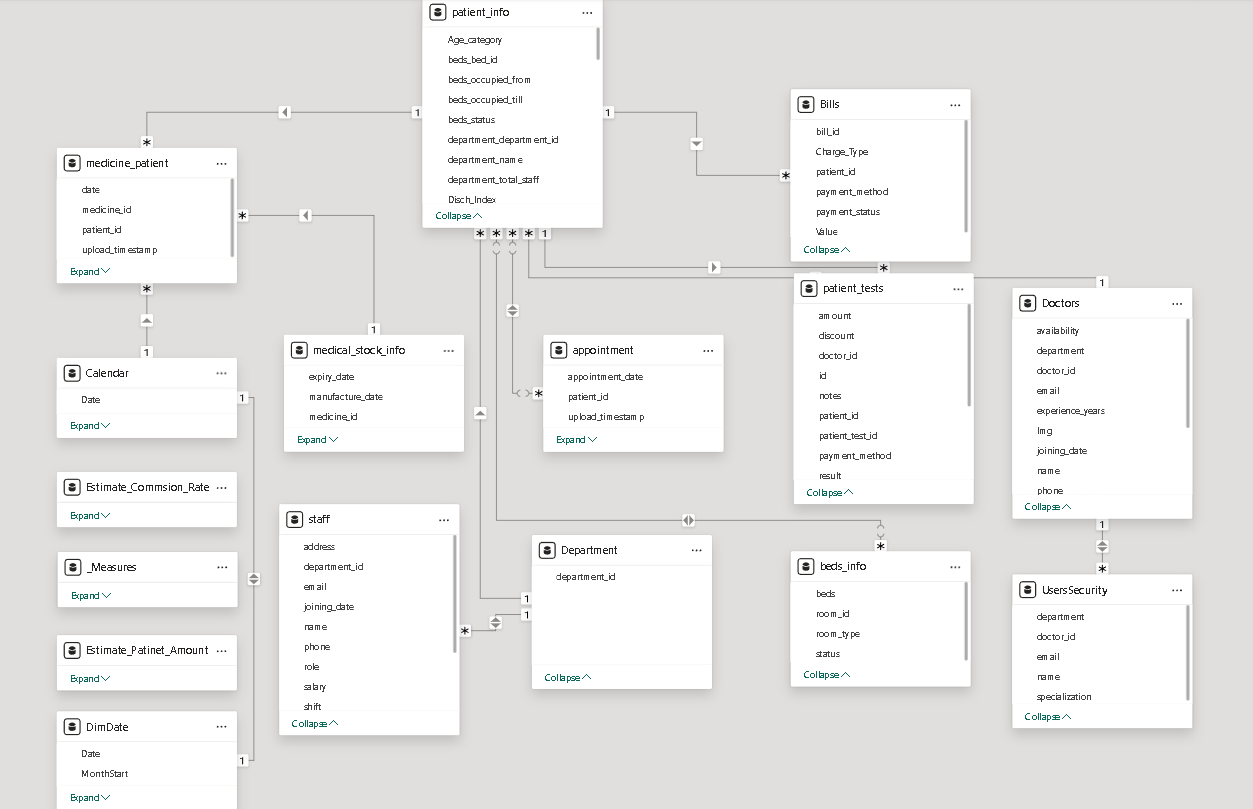 patient_info
Age_category
beds_bed_id
beds_occupied_from
beds_occupied_till
beds_status
department_department_id
department_name
department_total_staff
Disch_Index
Collapse
1
1
*
*
medicine_patient
date
medicine_id
patient_id
upload_timestamp
Expand
*
*
Bills
bill_id
Charge_Type
patient_id
payment_method
payment_status
Value
Collapse
* * * * 1
*
1
patient_tests
amount
discount
doctor_id
id
notes
patient_id
patient_test_id
payment_method
result
Collapse
Doctors
availability
department
doctor_id
email
experience_years
Img
joining_date
name
phone
Collapse
1
*
1
Calendar
Date
Expand
1
1
medical_stock_info
expiry_date
manufacture_date
medicine_id
Expand
appointment
appointment_date
patient_id
upload_timestamp
Expand
*
Estimate_Commsion_Rate
Expand
_Measures
Expand
Estimate_Patinet_Amount
Expand
DimDate
Date
MonthStart
Expand
1
staff
address
department_id
email
joining_date
name
phone
role
salary
shift
Collapse
*
1
1
Department
department_id
Collapse
*
beds_info
beds
room_id
room_type
status
Collapse
UsersSecurity
department
doctor_id
email
name
specialization
Collapse